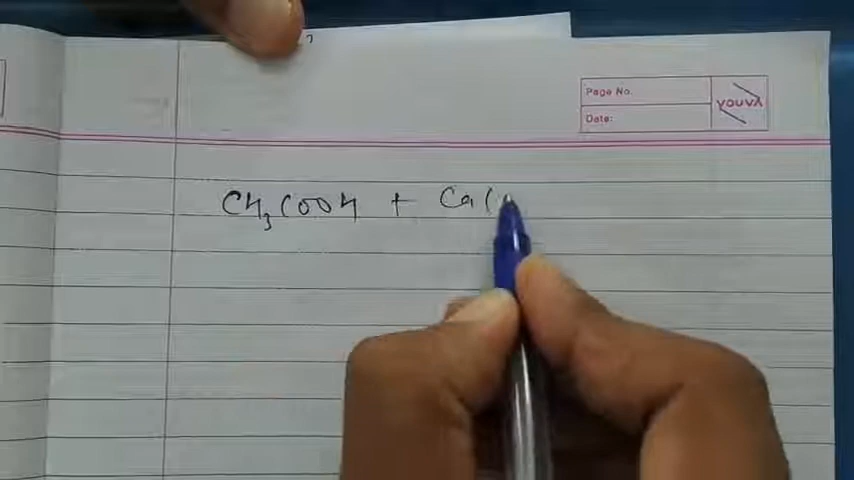 Page No.
Date:
YOUVA
CH₃COOH + Ca(